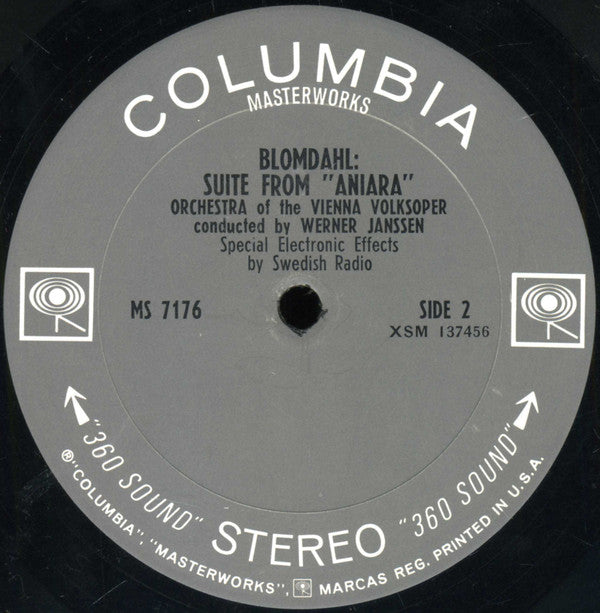 COLUMBIA
MASTERWORKS
BLOMDAHL:
SUITE FROM "ANIARA"
ORCHESTRA of the VIENNA VOLKSOPER
conducted by WERNER JANSSEN
Special Electronic Effects
by Swedish Radio
MS 7176
SIDE 2
XSM 137456
"360 SOUND" STEREO "360 SOUND"
®"COLUMBIA", "MASTERWORKS", MARCAS REG. PRINTED IN U.S.A.